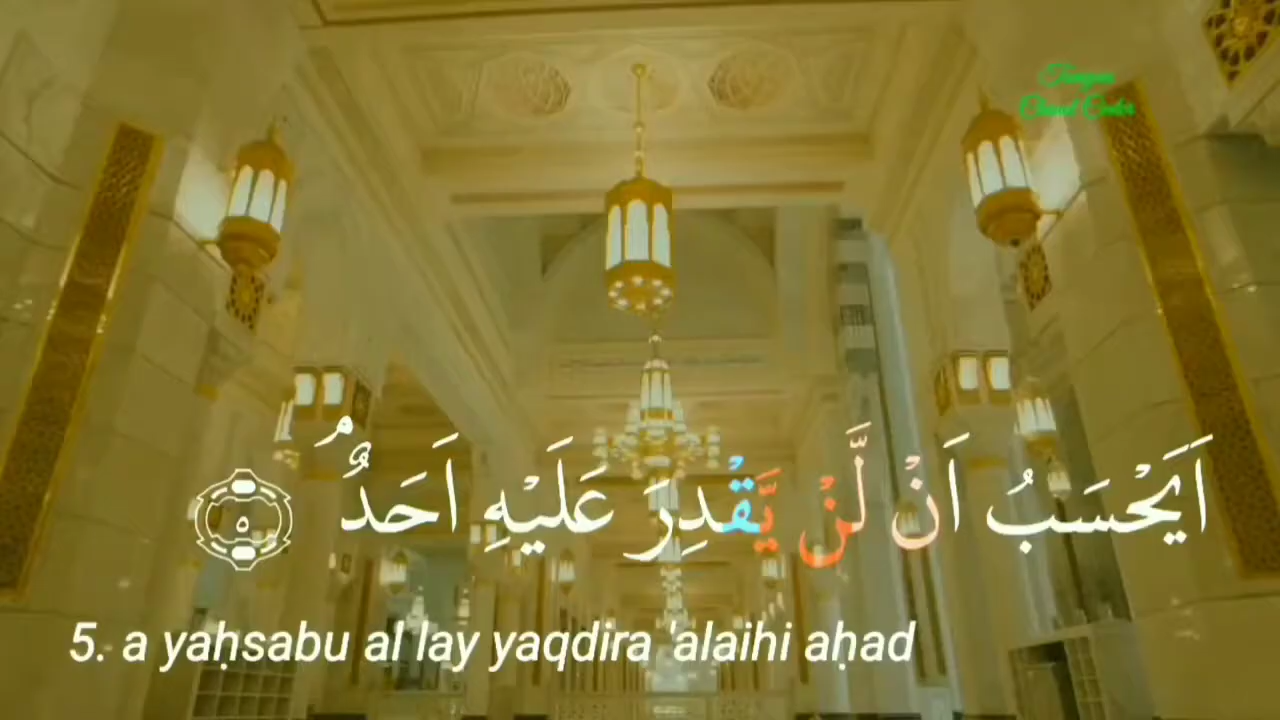 اَيَحْسَبُ اَنْ لَّنْ يَّقْدِرَ عَلَيْهِ اَحَدٌۘ ۝٥
5. a yaḥsabu al lay yaqdira 'alaihi aḥad